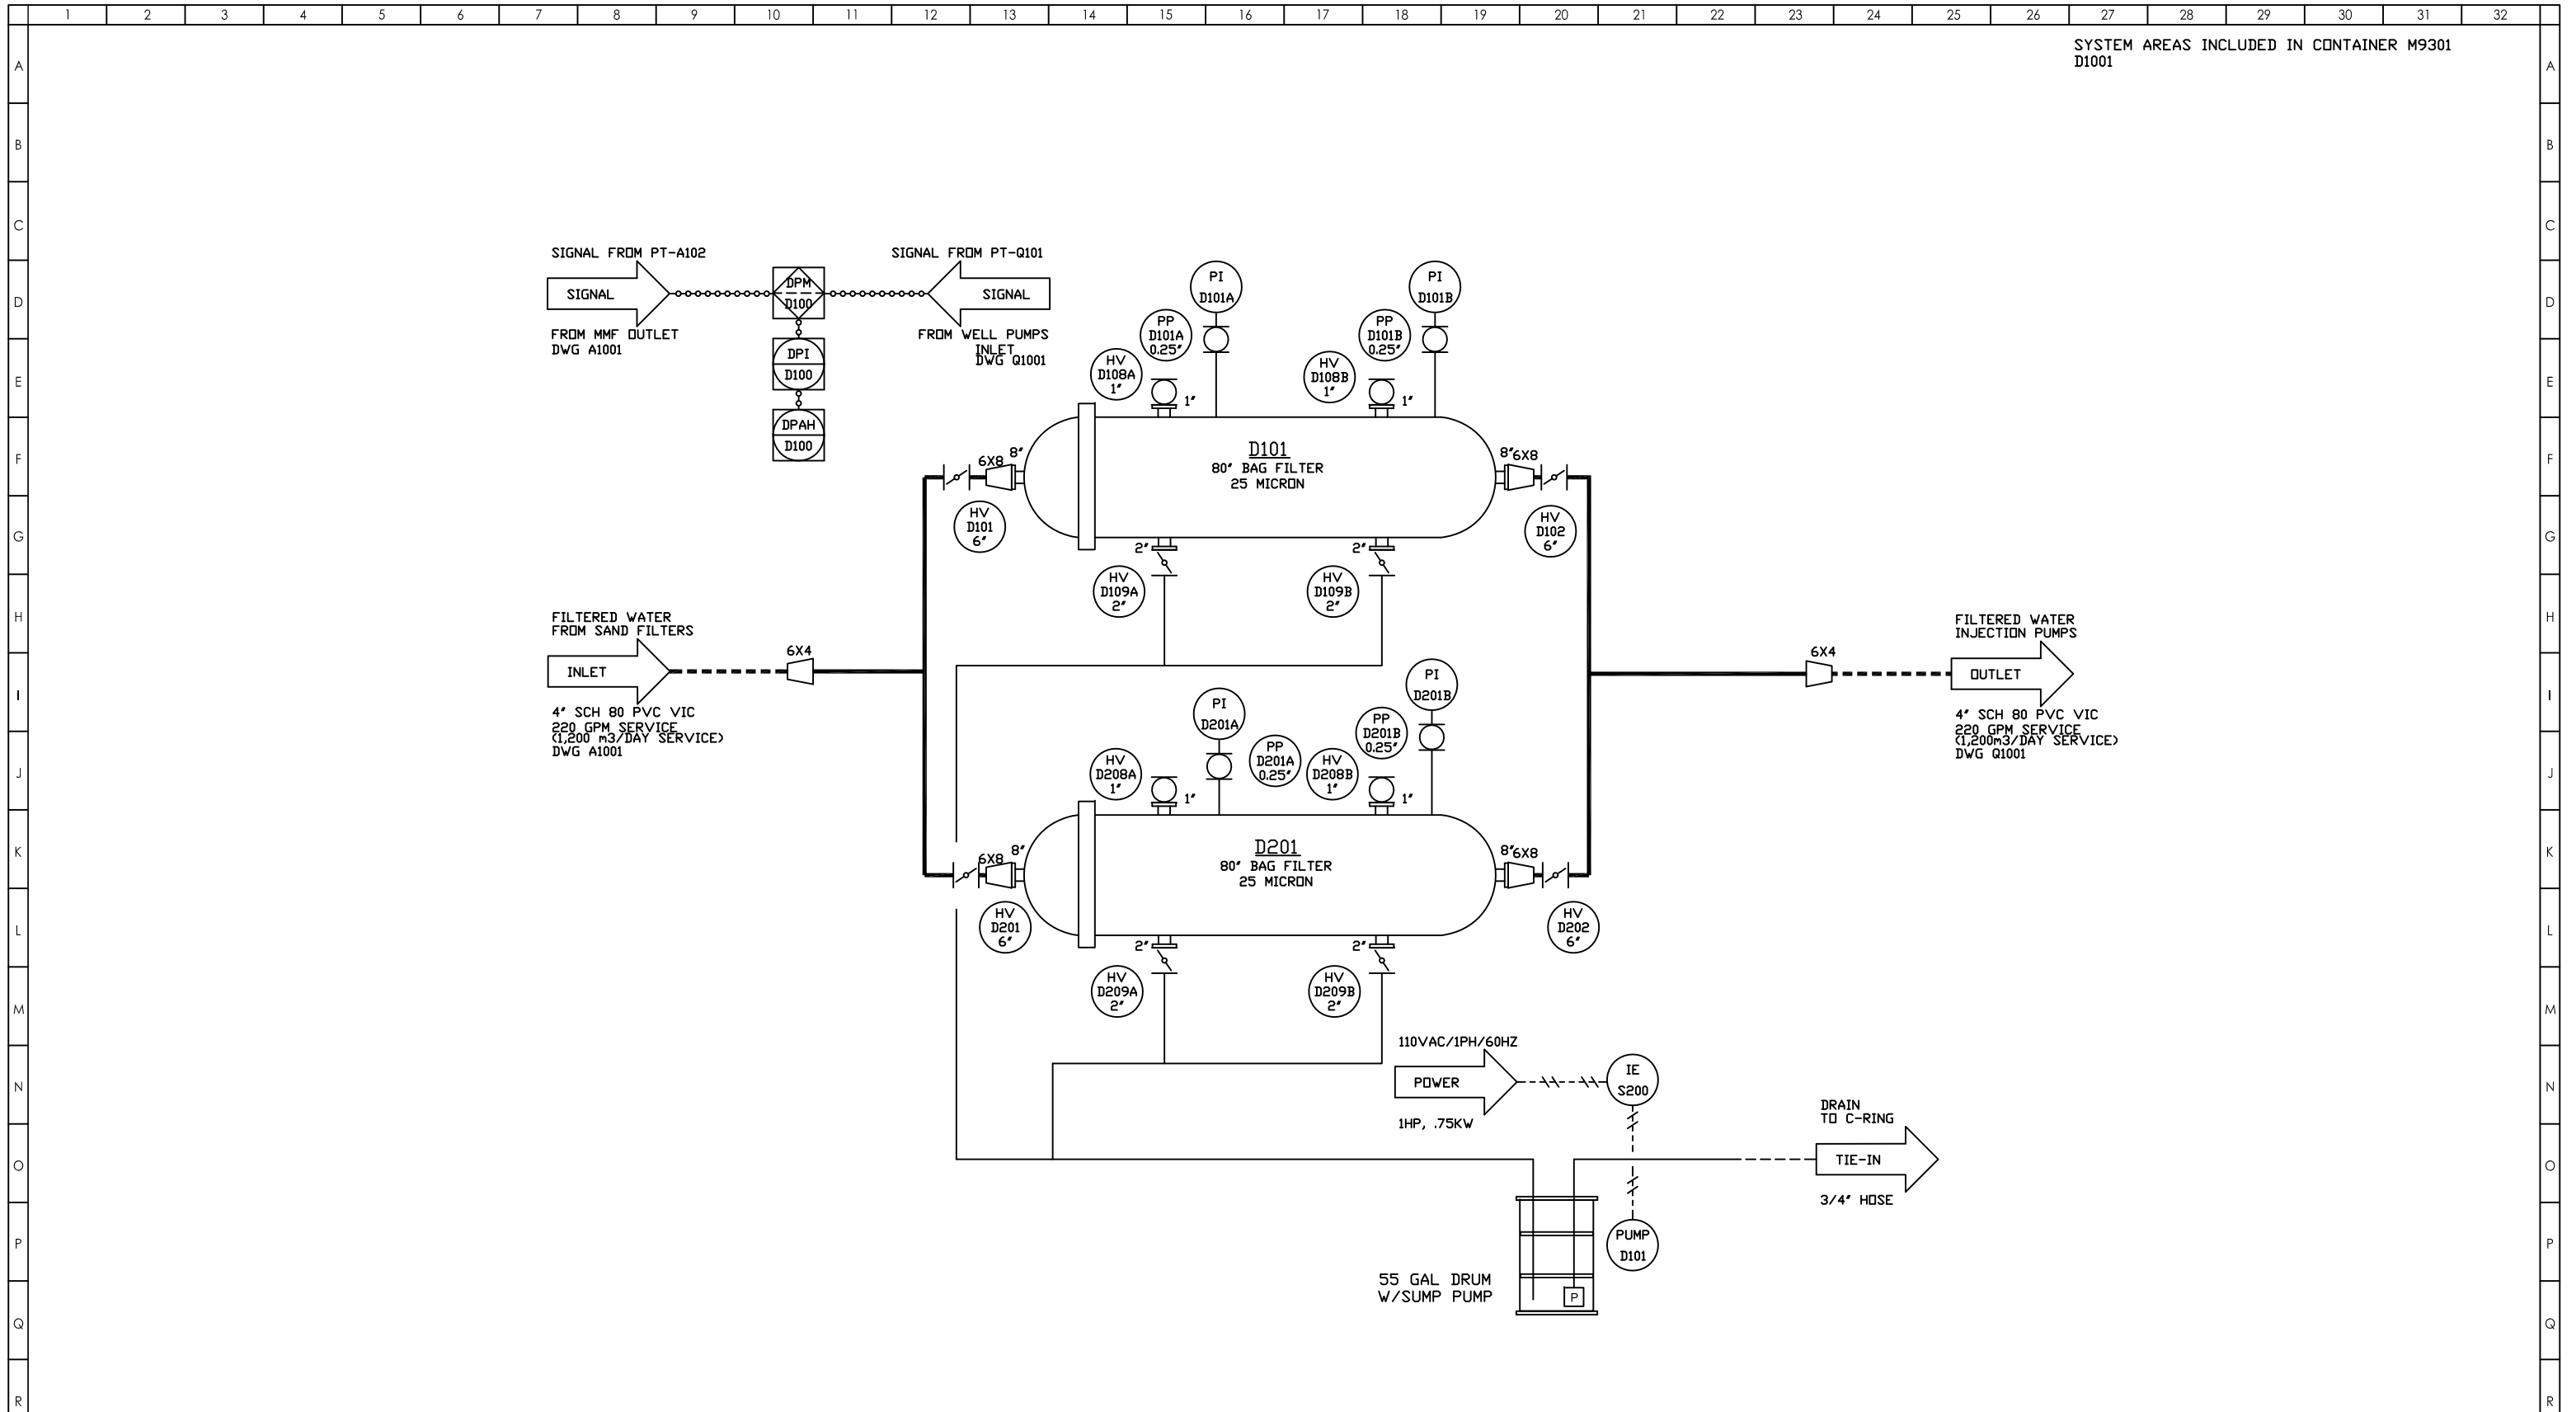 1 2 3 4 5 6 7 8 9 10 11 12 13 14 15 16 17 18 19 20 21 22 23 24 25 26 27 28 29 30 31 32
SYSTEM AREAS INCLUDED IN CONTAINER M9301
D1001
A A
B B
C C
D D
E E
F F
G G
H H
I I
J J
K K
L L
M M
N N
O O
P P
Q Q
R R
SIGNAL FROM PT-A102
SIGNAL
FROM MMF OUTLET
DWG A1001
DPM
D100
DPI
D100
DPAH
D100
SIGNAL FROM PT-Q101
SIGNAL
FROM WELL PUMPS
INLET
DWG Q1001
PI
D101A
PP
D101A
0.25"
HV
D108A
1"
1"
PI
D101B
PP
D101B
0.25"
HV
D108B
1"
1"
D101
80" BAG FILTER
25 MICRON
6X8
8"
HV
D101
6"
8"
6X8
HV
D102
6"
2"
HV
D109A
2"
2"
HV
D109B
2"
FILTERED WATER
FROM SAND FILTERS
INLET
4" SCH 80 PVC VIC
220 GPM SERVICE
(1,200 m3/DAY SERVICE)
DWG A1001
6X4
6X4
FILTERED WATER
INJECTION PUMPS
OUTLET
4" SCH 80 PVC VIC
220 GPM SERVICE
(1,200m3/DAY SERVICE)
DWG Q1001
PI
D201A
PP
D201A
0.25"
HV
D208A
1"
1"
PI
D201B
PP
D201B
0.25"
HV
D208B
1"
1"
D201
80" BAG FILTER
25 MICRON
6X8
8"
HV
D201
6"
8"
6X8
HV
D202
6"
2"
HV
D209A
2"
2"
HV
D209B
2"
110VAC/1PH/60HZ
POWER
1HP, .75KW
IE
S200
DRAIN
TO C-RING
TIE-IN
3/4" HOSE
PUMP
D101
55 GAL DRUM
W/SUMP PUMP
P